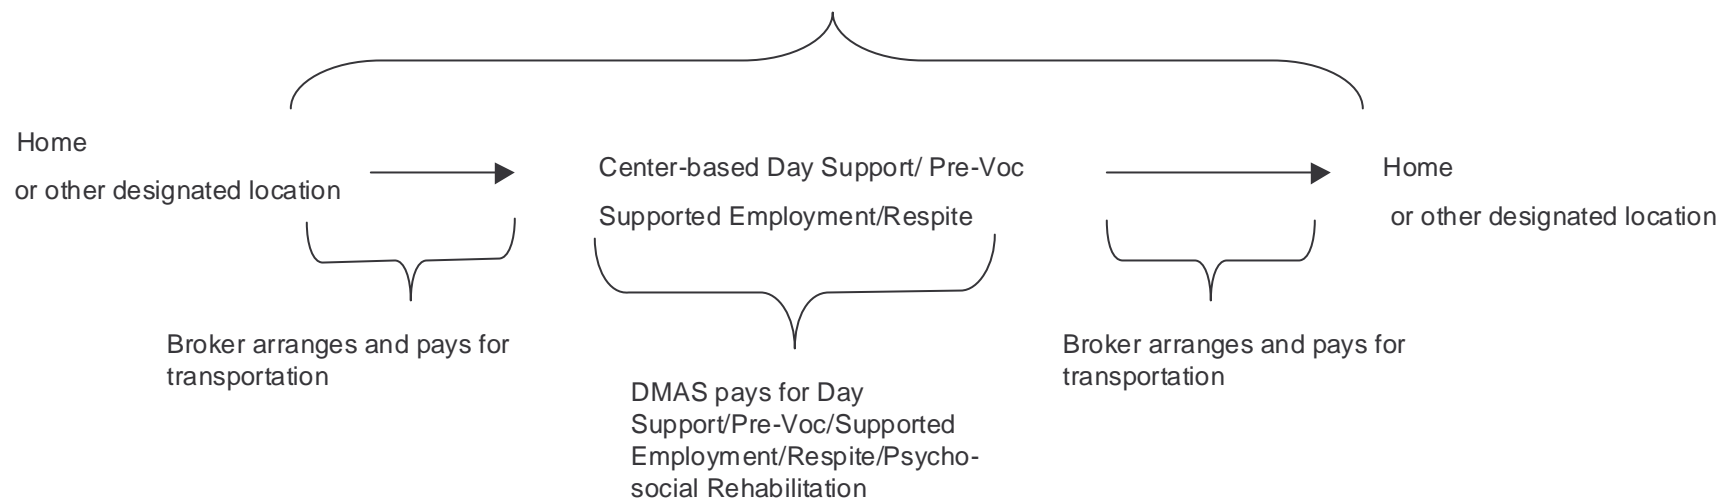 Home
or other designated location
Center-based Day Support/ Pre-Voc
Supported Employment/Respite
Home
or other designated location
Broker arranges and pays for
transportation
DMAS pays for Day
Support/Pre-Voc/Supported
Employment/Respite/Psycho-
social Rehabilitation
Broker arranges and pays for
transportation